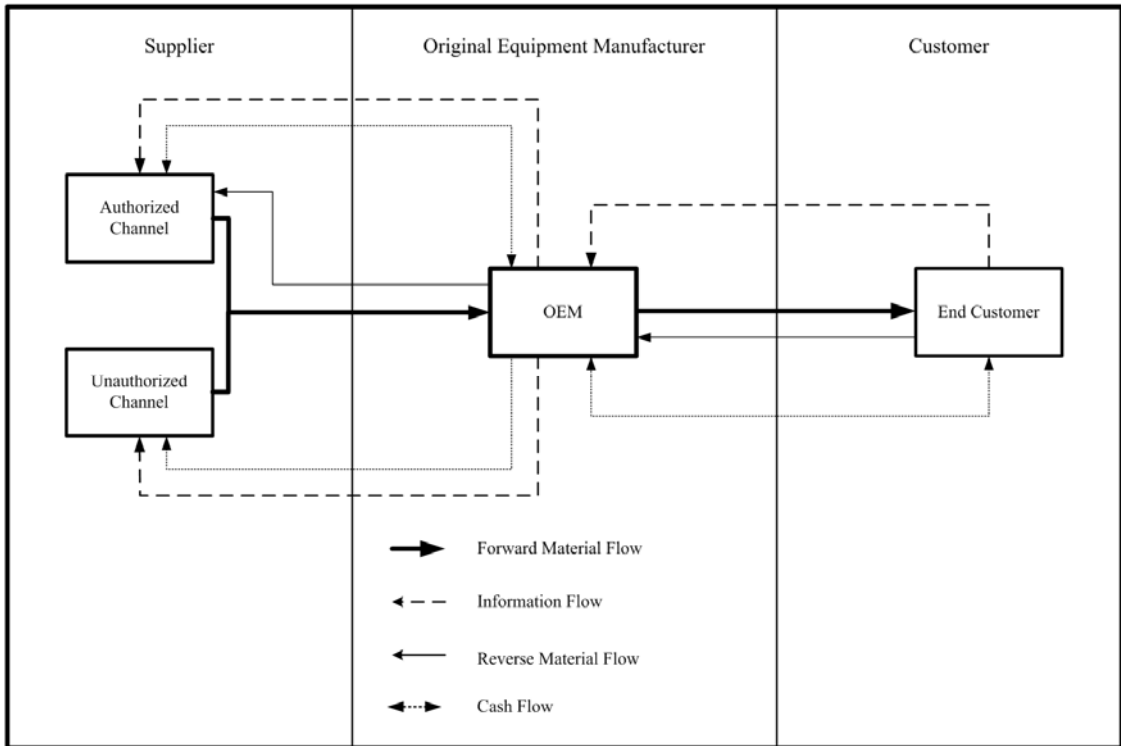 Supplier
Original Equipment Manufacturer
Customer
Authorized
Channel
OEM
End Customer
Unauthorized
Channel
Forward Material Flow
Information Flow
Reverse Material Flow
Cash Flow